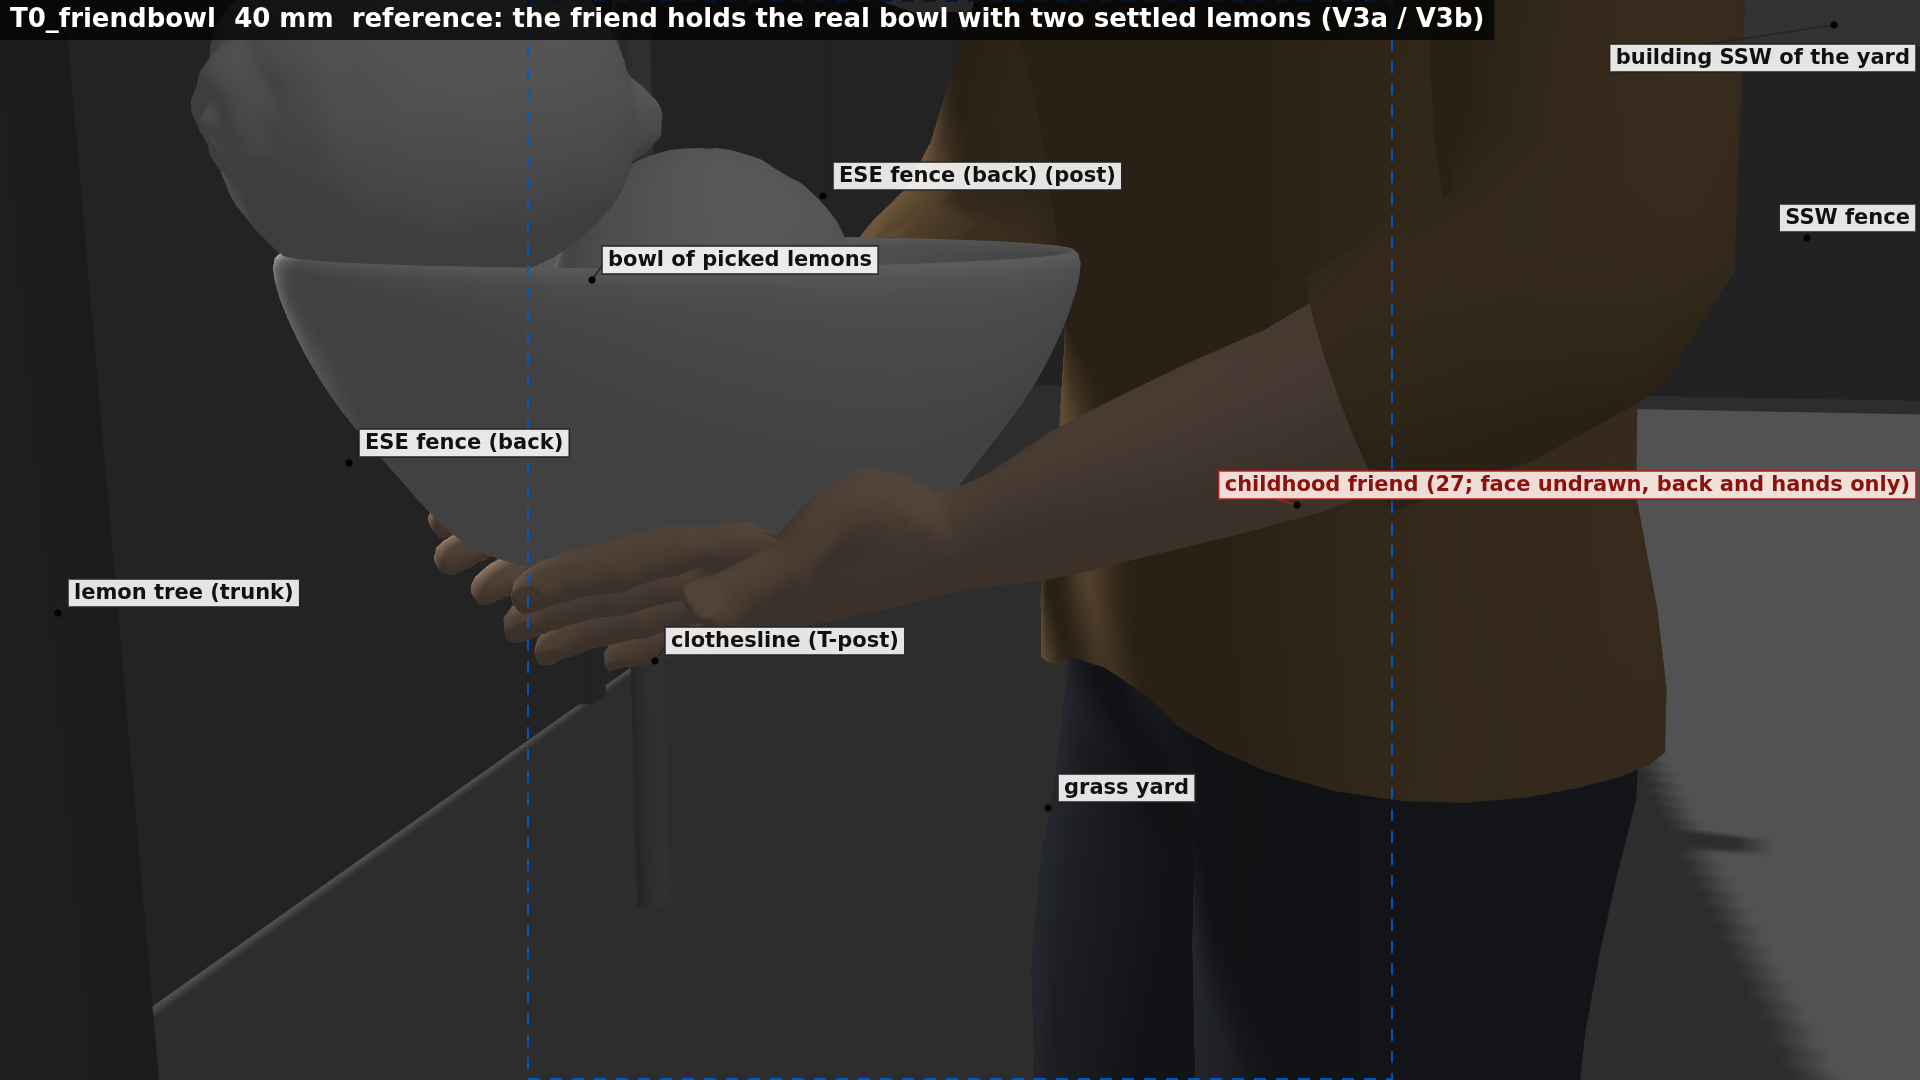 T0_friendbowl  40 mm  reference: the friend holds the real bowl with two settled lemons (V3a / V3b)
building SSW of the yard
ESE fence (back) (post)
SSW fence
bowl of picked lemons
ESE fence (back)
childhood friend (27; face undrawn, back and hands only)
lemon tree (trunk)
clothesline (T-post)
grass yard